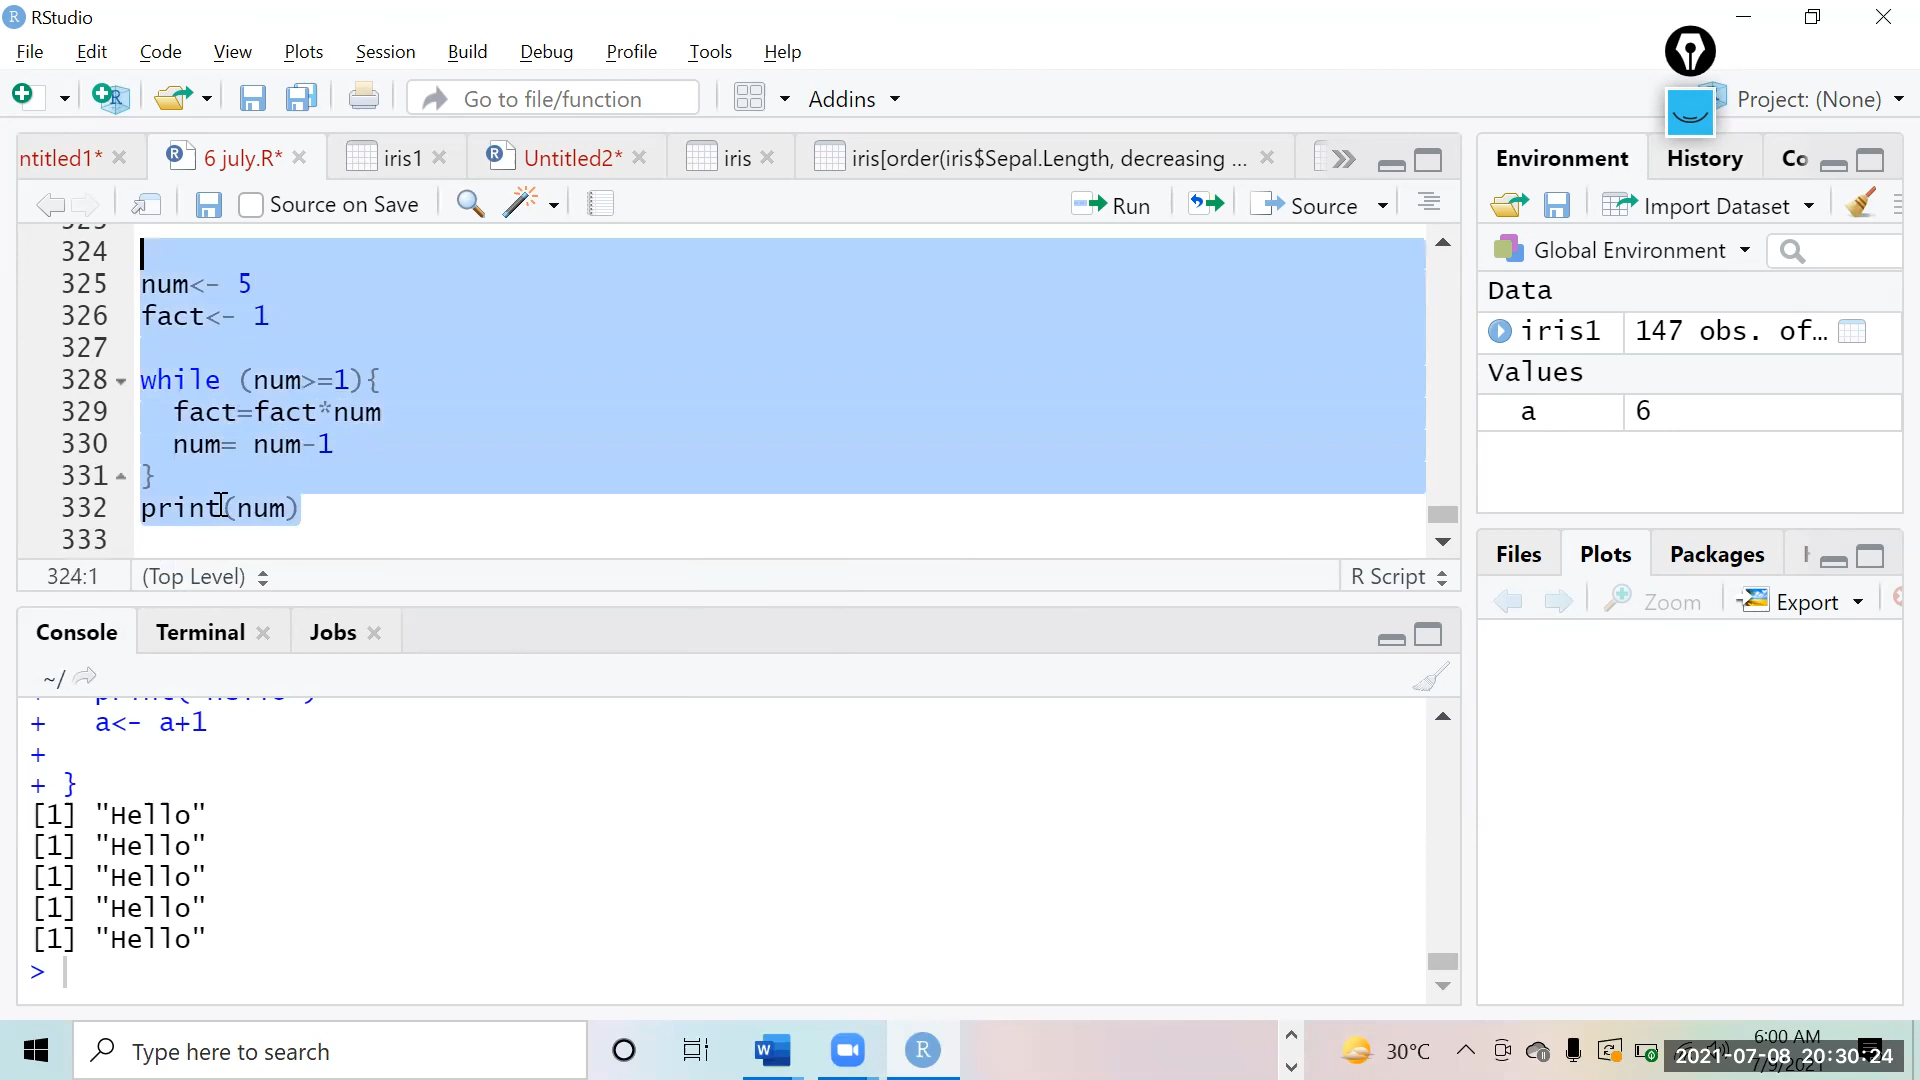 RStudio
File Edit Code View Plots Session Build Debug Profile Tools Help
Go to file/function Addins Project: (None)
ntitled1* 6 july.R* iris1 Untitled2* iris iris[order(iris$Sepal.Length, decreasing ...
Source on Save Run Source
324
325 num<- 5
326 fact<- 1
327
328 while (num>=1){
329 fact=fact*num
330 num= num-1
331 }
332 print(num)
333
324:1 (Top Level) R Script
Console Terminal Jobs
~/
+ a<- a+1
+
+ }
[1] "Hello"
[1] "Hello"
[1] "Hello"
[1] "Hello"
[1] "Hello"
>
Environment History Co
Import Dataset
Global Environment
Data
iris1 147 obs. of...
Values
a 6
Files Plots Packages
Zoom Export
Type here to search
30°C
6:00 AM
2021-07-08 20:30:24